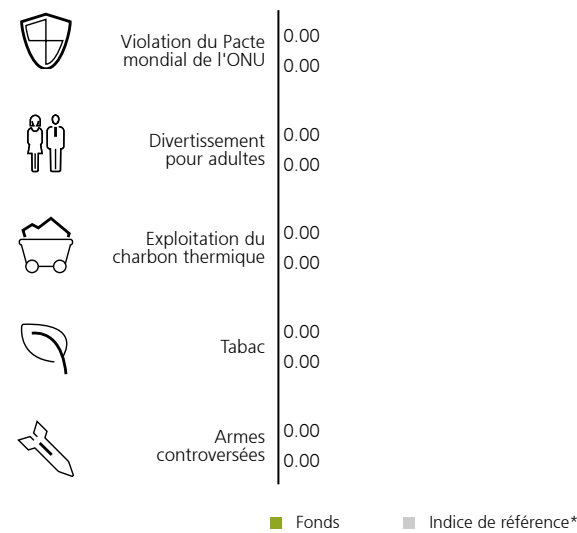 Violation du Pacte
mondial de l'ONU
0.00
0.00
Divertissement
pour adultes
0.00
0.00
Exploitation du
charbon thermique
0.00
0.00
Tabac
0.00
0.00
Armes
controversées
0.00
0.00
Fonds
Indice de référence*